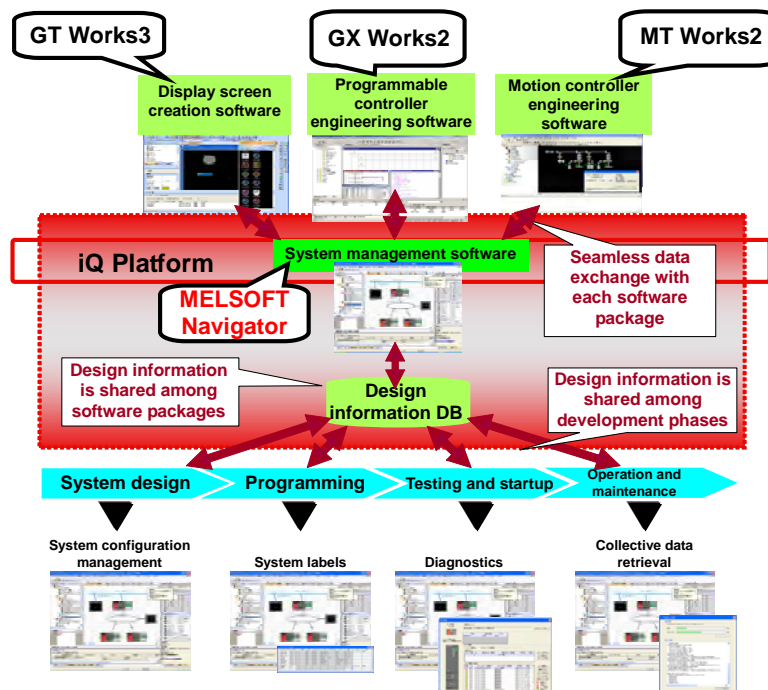 GT Works3
GX Works2
MT Works2
Display screen
creation software
Programmable
controller
engineering software
Motion controller
engineering
software
iQ Platform
System management software
MELSOFT
Navigator
Seamless data
exchange with
each software
package
Design information
is shared among
software packages
Design
information DB
Design information is
shared among
development phases
System design
Programming
Testing and startup
Operation and
maintenance
System configuration
management
System labels
Diagnostics
Collective data
retrieval